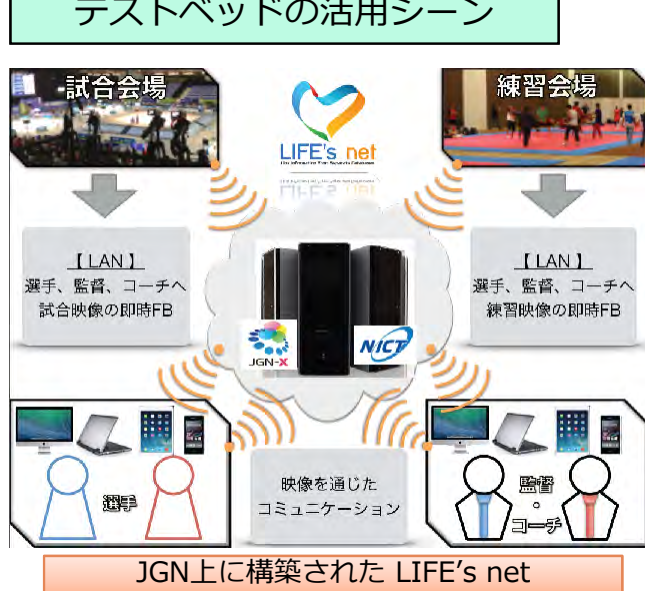 テストベッドの活用シーン
試合会場
練習会場
LIFE's net
【LAN】
選手、監督、コーチへ
試合映像の即時FB
【LAN】
選手、監督、コーチへ
練習映像の即時FB
JGN-X
NICT
選手
映像を通じた
コミュニケーション
監督
・
コーチ
JGN上に構築された LIFE's net